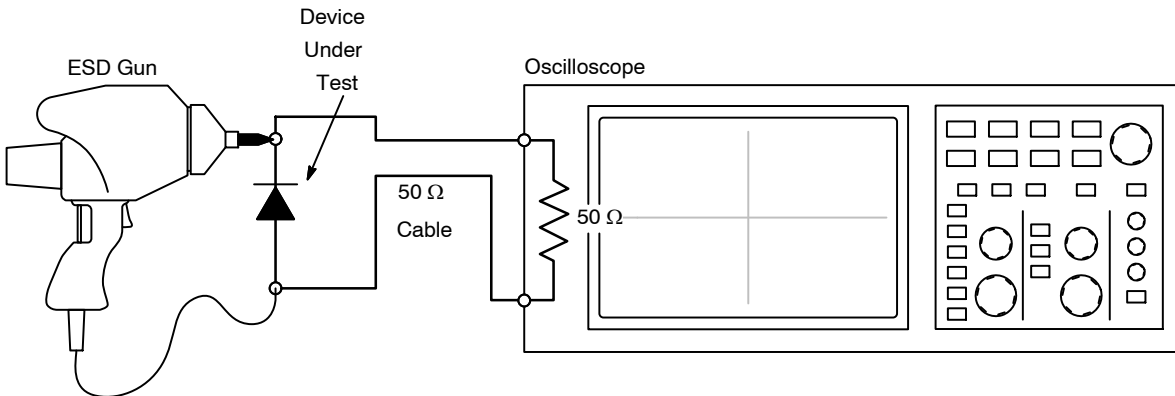 Device
Under
Test
ESD Gun
Oscilloscope
50 Ω
Cable
50 Ω